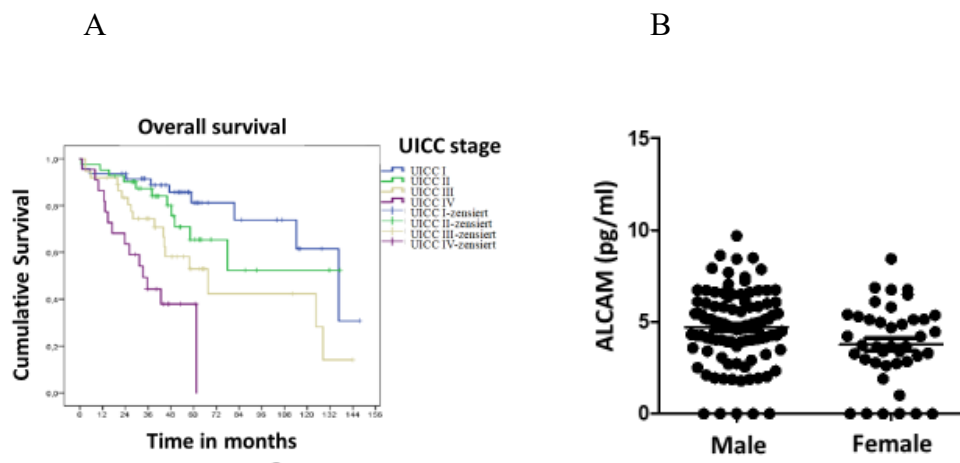 A
B
Overall survival
UICC stage
UICC I
UICC II
UICC III
UICC IV
UICC I-zensiert
UICC II-zensiert
UICC III-zensiert
UICC IV-zensiert
Cumulative Survival
1,0
0,8
0,6
0,4
0,2
0,0
0 12 24 36 48 60 72 84 96 108 120 132 144 156
Time in months
ALCAM (pg/ml)
15
10
5
0
Male Female